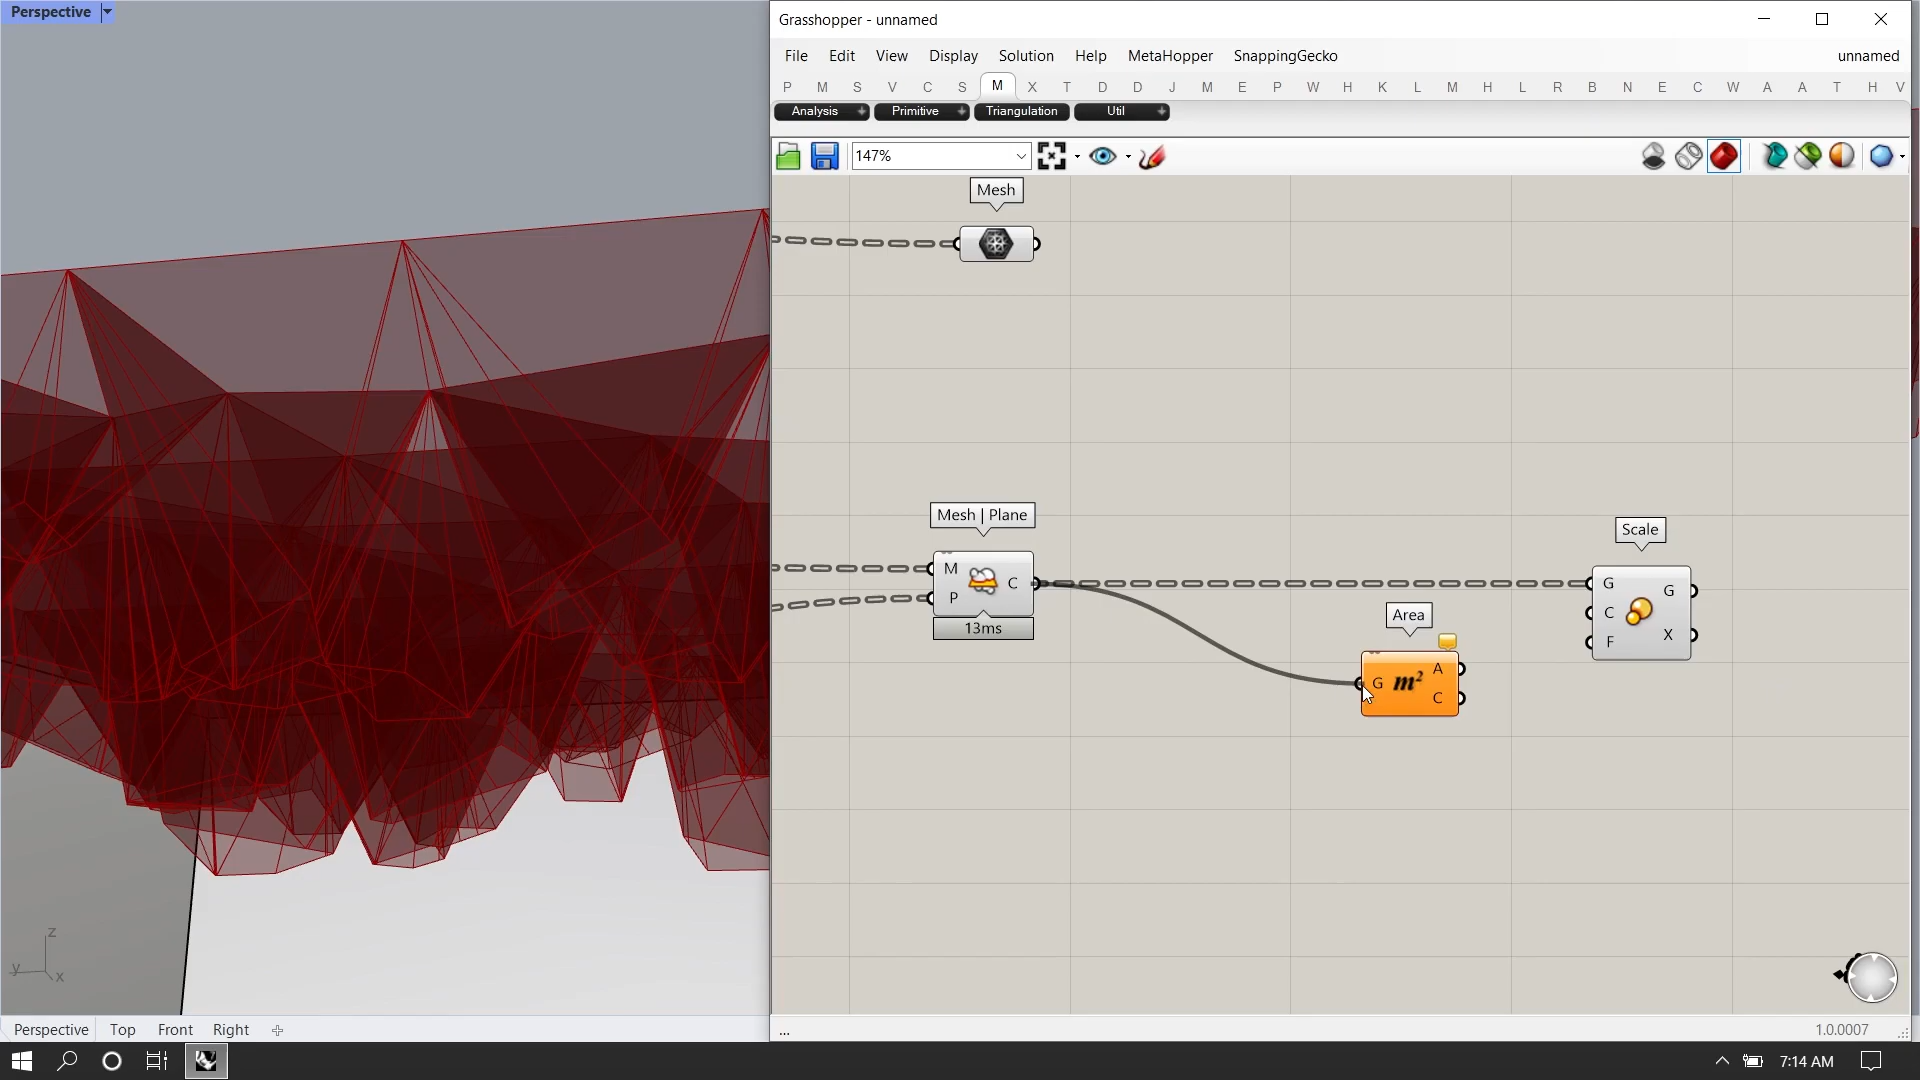 Perspective
Grasshopper - unnamed
File Edit View Display Solution Help MetaHopper SnappingGecko unnamed
P M S V C S M X T D D J M E P W H K L M H L R B N E C W A A T H V
Analysis Primitive Triangulation Util
147%
Mesh
Mesh | Plane
M P C
13ms
Area
G m² A C
Scale
G C F G X
z
y
x
Perspective Top Front Right
...
1.0.0007
7:14 AM